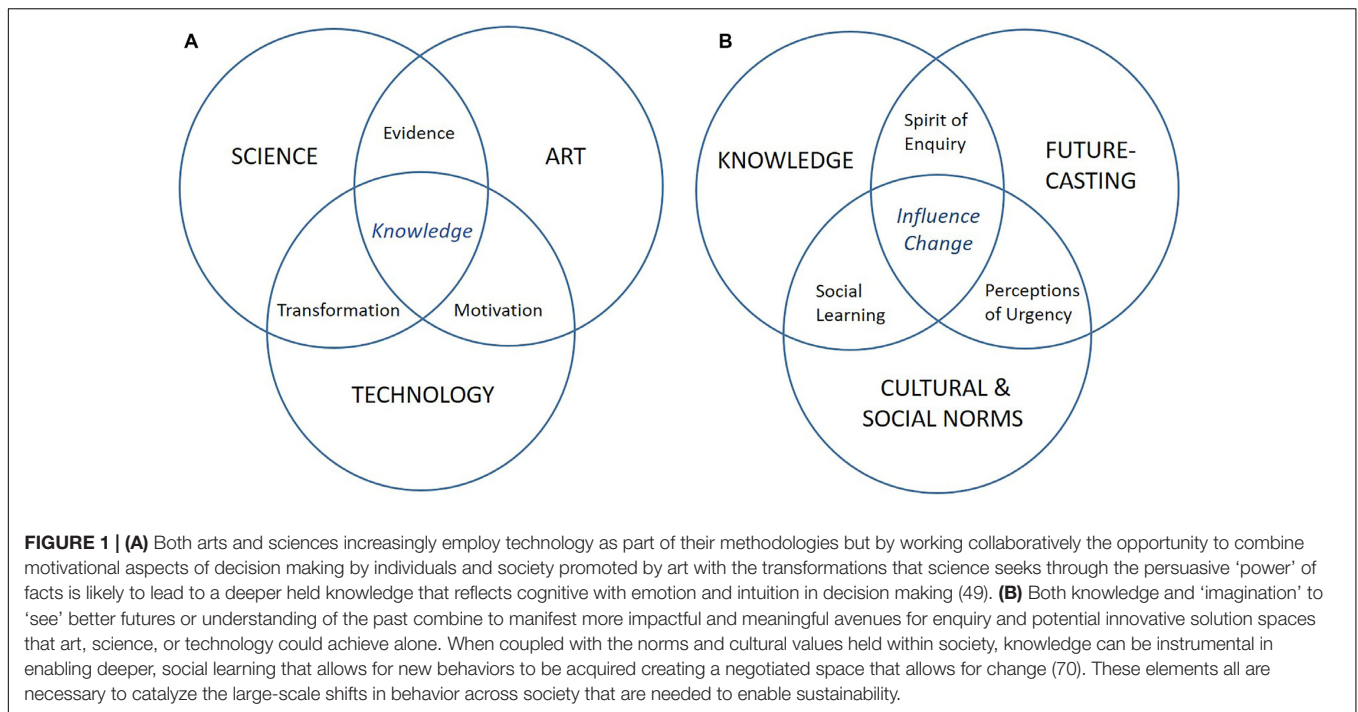 A
SCIENCE
Evidence
ART
Knowledge
Transformation
Motivation
TECHNOLOGY
B
KNOWLEDGE
Spirit of
Enquiry
FUTURE-
CASTING
Influence
Change
Social
Learning
Perceptions
of Urgency
CULTURAL &
SOCIAL NORMS
FIGURE 1 | (A) Both arts and sciences increasingly employ technology as part of their methodologies but by working collaboratively the opportunity to combine
motivational aspects of decision making by individuals and society promoted by art with the transformations that science seeks through the persuasive ‘power’ of
facts is likely to lead to a deeper held knowledge that reflects cognitive with emotion and intuition in decision making (49). (B) Both knowledge and ‘imagination’ to
‘see’ better futures or understanding of the past combine to manifest more impactful and meaningful avenues for enquiry and potential innovative solution spaces
that art, science, or technology could achieve alone. When coupled with the norms and cultural values held within society, knowledge can be instrumental in
enabling deeper, social learning that allows for new behaviors to be acquired creating a negotiated space that allows for change (70). These elements all are
necessary to catalyze the large-scale shifts in behavior across society that are needed to enable sustainability.